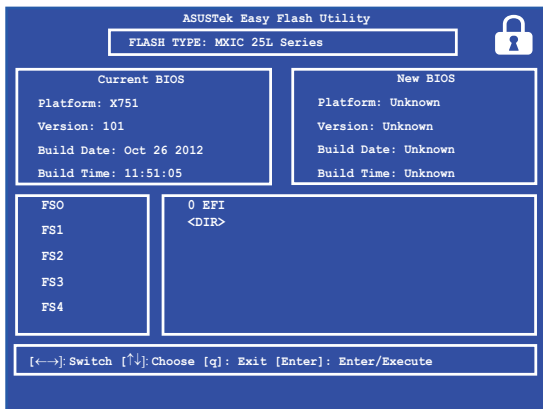 ASUSTek Easy Flash Utility
FLASH TYPE: MXIC 25L Series
Current BIOS
Platform: X751
Version: 101
Build Date: Oct 26 2012
Build Time: 11:51:05
New BIOS
Platform: Unknown
Version: Unknown
Build Date: Unknown
Build Time: Unknown
FSO
FS1
FS2
FS3
FS4
0 EFI
<DIR>
[←→]: Switch [↑↓]: Choose [q]: Exit [Enter]: Enter/Execute